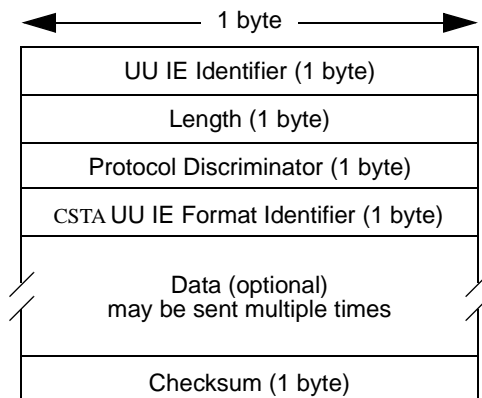 1 byte
UU IE Identifier (1 byte)
Length (1 byte)
Protocol Discriminator (1 byte)
CSTA UU IE Format Identifier (1 byte)
Data (optional)
may be sent multiple times
Checksum (1 byte)